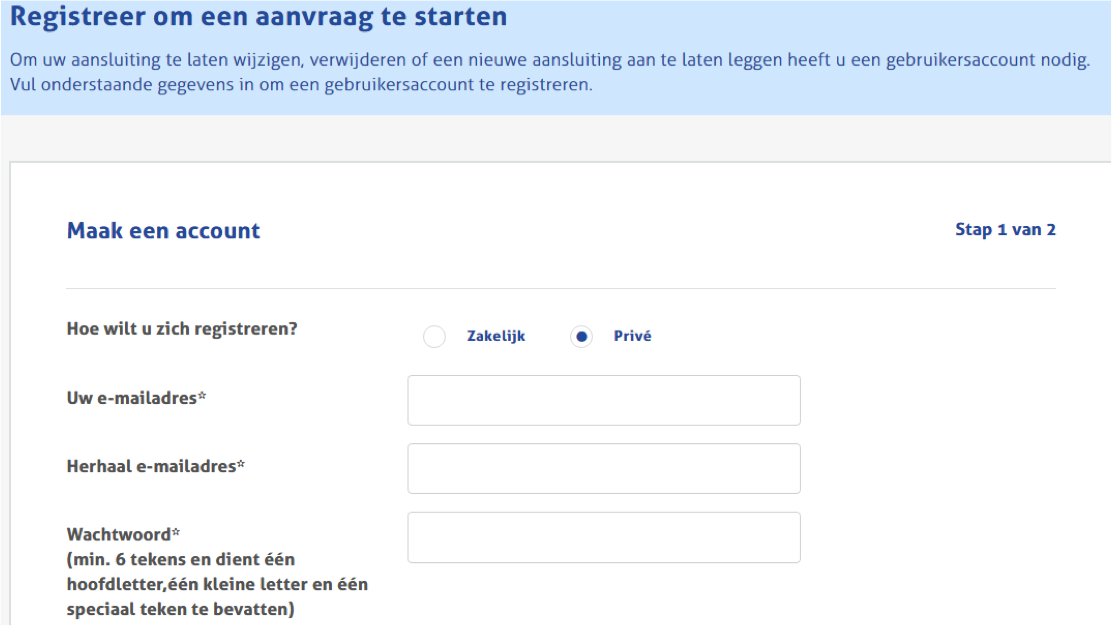 Registreer om een aanvraag te starten
Om uw aansluiting te laten wijzigen, verwijderen of een nieuwe aansluiting aan te laten leggen heeft u een gebruikersaccount nodig.
Vul onderstaande gegevens in om een gebruikersaccount te registreren.
Maak een account
Stap 1 van 2
Hoe wilt u zich registreren?
Zakelijk
Privé
Uw e-mailadres*
Herhaal e-mailadres*
Wachtwoord*
(min. 6 tekens en dient één
hoofdletter,één kleine letter en één
speciaal teken te bevatten)